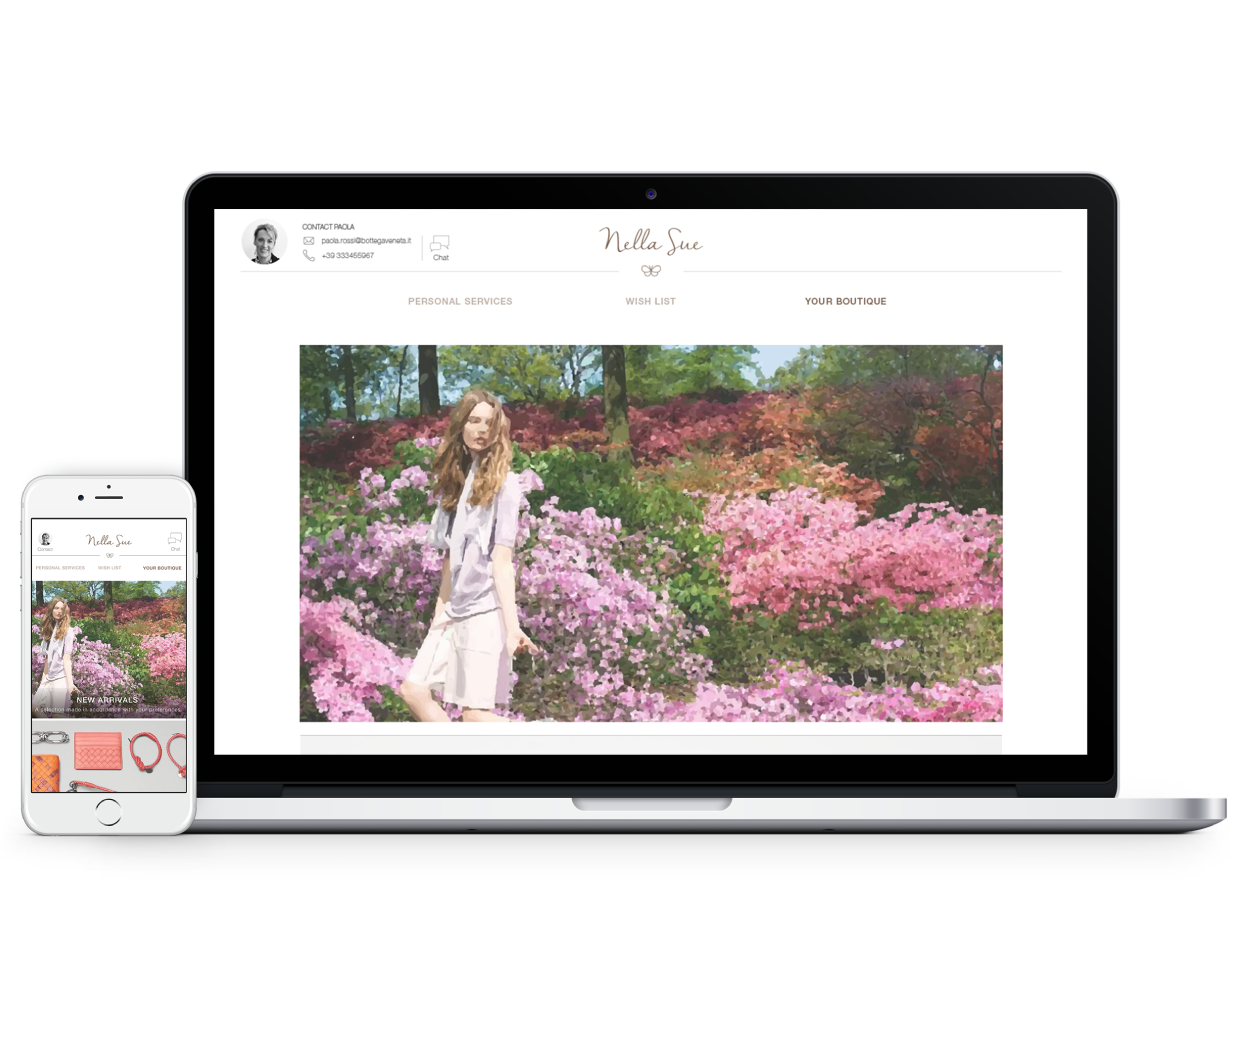 CONTACT PAOLA
paola.rossi@bottegaveneta.it
+39 333455967
Chat
Nella Sue
PERSONAL SERVICES
WISH LIST
YOUR BOUTIQUE
Contact
Nella Sue
Chat
PERSONAL SERVICES
WISH LIST
YOUR BOUTIQUE
NEW ARRIVALS
A selection made in accordance with your preferences